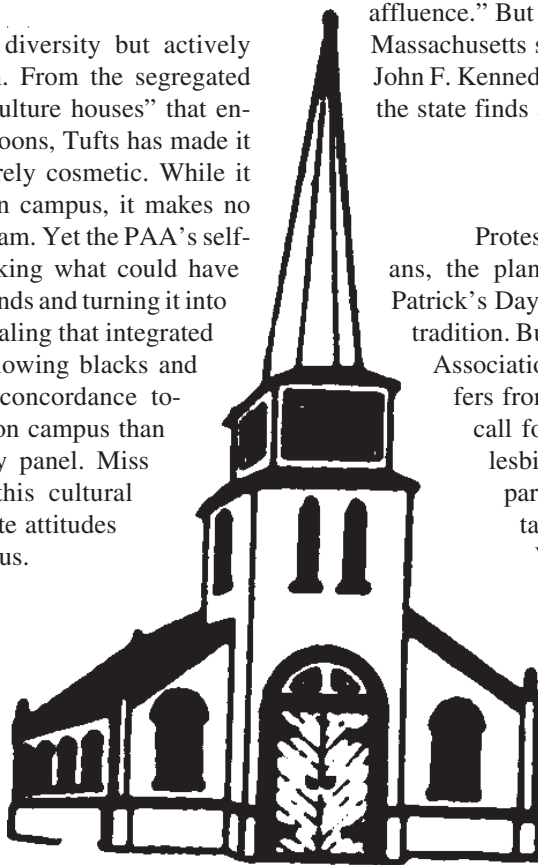 diversity but actively
. From the segregated
ulture houses” that en-
oons, Tufts has made it
rely cosmetic. While it
n campus, it makes no
am. Yet the PAA’s self-
king what could have
nds and turning it into
aling that integrated
lowing blacks and
concordance to-
on campus than
y panel. Miss
this cultural
te attitudes
us.
affluence.” But
Massachusetts s
John F. Kenned
the state finds
Protes
ans, the plan
Patrick’s Day
tradition. Bu
Associatio
fers from
call fo
lesbi
par
ta